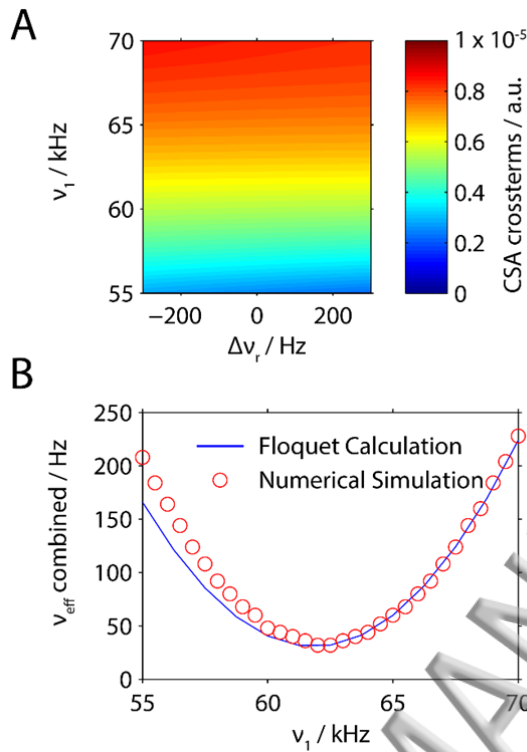 A
70
65
60
55
ν₁ / kHz
−200 0 200
Δνᵣ / Hz
1 x 10⁻⁵
0.8
0.6
0.4
0.2
0
CSA crossterms / a.u.
B
250
200
150
100
50
0
ν_eff combined / Hz
Floquet Calculation
Numerical Simulation
55 60 65 70
ν₁ / kHz